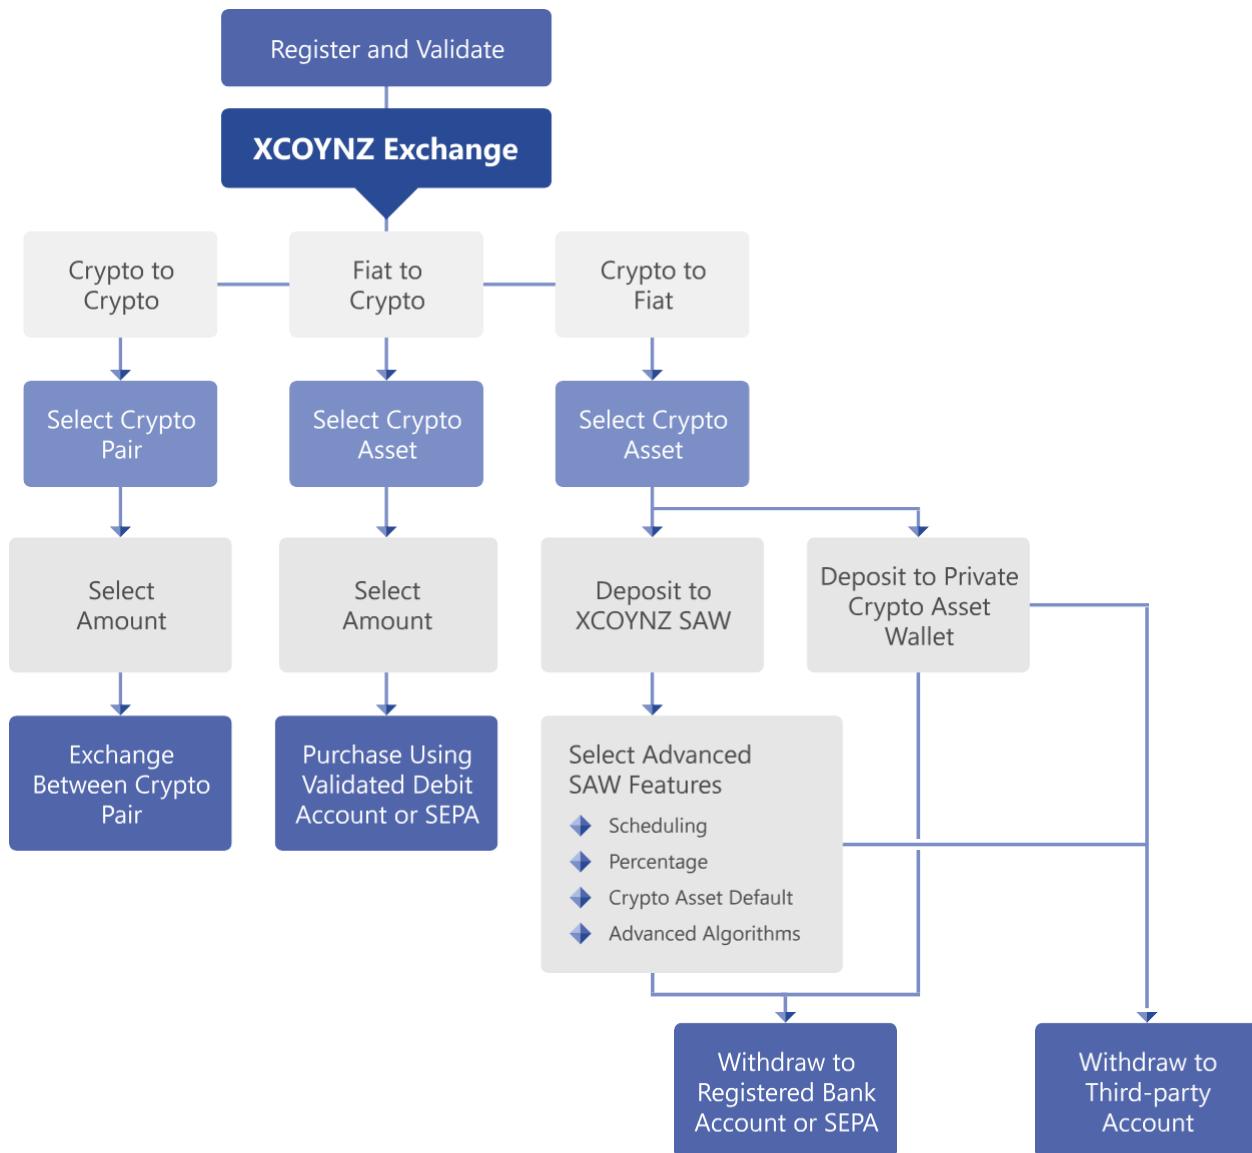 Register and Validate
XCOYNZ Exchange
Crypto to
Crypto
Fiat to
Crypto
Crypto to
Fiat
Select Crypto
Pair
Select Crypto
Asset
Select Crypto
Asset
Select
Amount
Select
Amount
Deposit to
XCOYNZ SAW
Deposit to Private
Crypto Asset
Wallet
Exchange
Between Crypto
Pair
Purchase Using
Validated Debit
Account or SEPA
Select Advanced
SAW Features
Scheduling
Percentage
Crypto Asset Default
Advanced Algorithms
Withdraw to
Registered Bank
Account or SEPA
Withdraw to
Third-party
Account